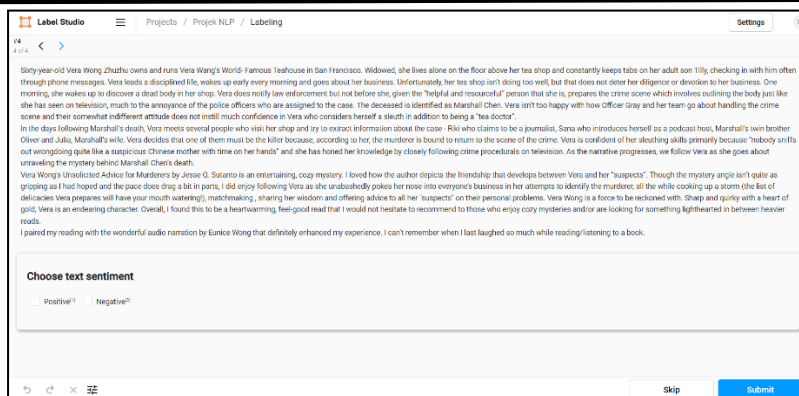 Label Studio Projects / Projek NLP / Labeling Settings
#4
4 of 4
Sixty-year-old Vera Wong Zhuzhu owns and runs Vera Wang's World- Famous Teahouse in San Francisco. Widowed, she lives alone on the floor above her tea shop and constantly keeps tabs on her adult son Tilly, checking in with him often
through phone messages. Vera leads a disciplined life, wakes up early every morning and goes about her business. Unfortunately, her tea shop isn't doing too well, but that does not deter her diligence or devotion to her business. One
morning, she wakes up to discover a dead body in her shop. Vera does notify law enforcement but not before she, given the "helpful and resourceful" person that she is, prepares the crime scene which involves outlining the body just like
she has seen on television, much to the annoyance of the police officers who are assigned to the case. The deceased is identified as Marshall Chen. Vera isn't too happy with how Officer Gray and her team go about handling the crime
scene and their somewhat indifferent attitude does not instill much confidence in Vera who considers herself a sleuth in addition to being a "tea doctor".
In the days following Marshall's death, Vera meets several people who visit her shop and try to extract information about the case - Riki who claims to be a journalist, Sana who introduces herself as a podcast host, Marshall's twin brother
Oliver and Julia, Marshall's wife. Vera decides that one of them must be the killer because, according to her, the murderer is bound to return to the scene of the crime. Vera is confident of her sleuthing skills primarily because "nobody sniffs
out wrongdoing quite like a suspicious Chinese mother with time on her hands" and she has honed her knowledge by closely following crime procedurals on television. As the narrative progresses, we follow Vera as she goes about
unraveling the mystery behind Marshall Chen's death.
Vera Wong's Unsolicited Advice for Murderers by Jesse Q. Sutanto is an entertaining, cozy mystery. I loved how the author depicts the friendship that develops between Vera and her "suspects". Though the mystery angle isn't quite as
gripping as I had hoped and the pace does drag a bit in parts, I did enjoy following Vera as she unabashedly pokes her nose into everyone's business in her attempts to identify the murderer, all the while cooking up a storm (the list of
delicacies Vera prepares will have your mouth watering!), matchmaking , sharing her wisdom and offering advice to all her "suspects" on their personal problems. Vera Wong is a force to be reckoned with. Sharp and quirky with a heart of
gold, Vera is an endearing character. Overall, I found this to be a heartwarming, feel-good read that I would not hesitate to recommend to those who enjoy cozy mysteries and/or are looking for something lighthearted in between heavier
reads.
I paired my reading with the wonderful audio narration by Eunice Wong that definitely enhanced my experience. I can't remember when I last laughed so much while reading/listening to a book.
Choose text sentiment
Positive[1] Negative[2]
Skip Submit